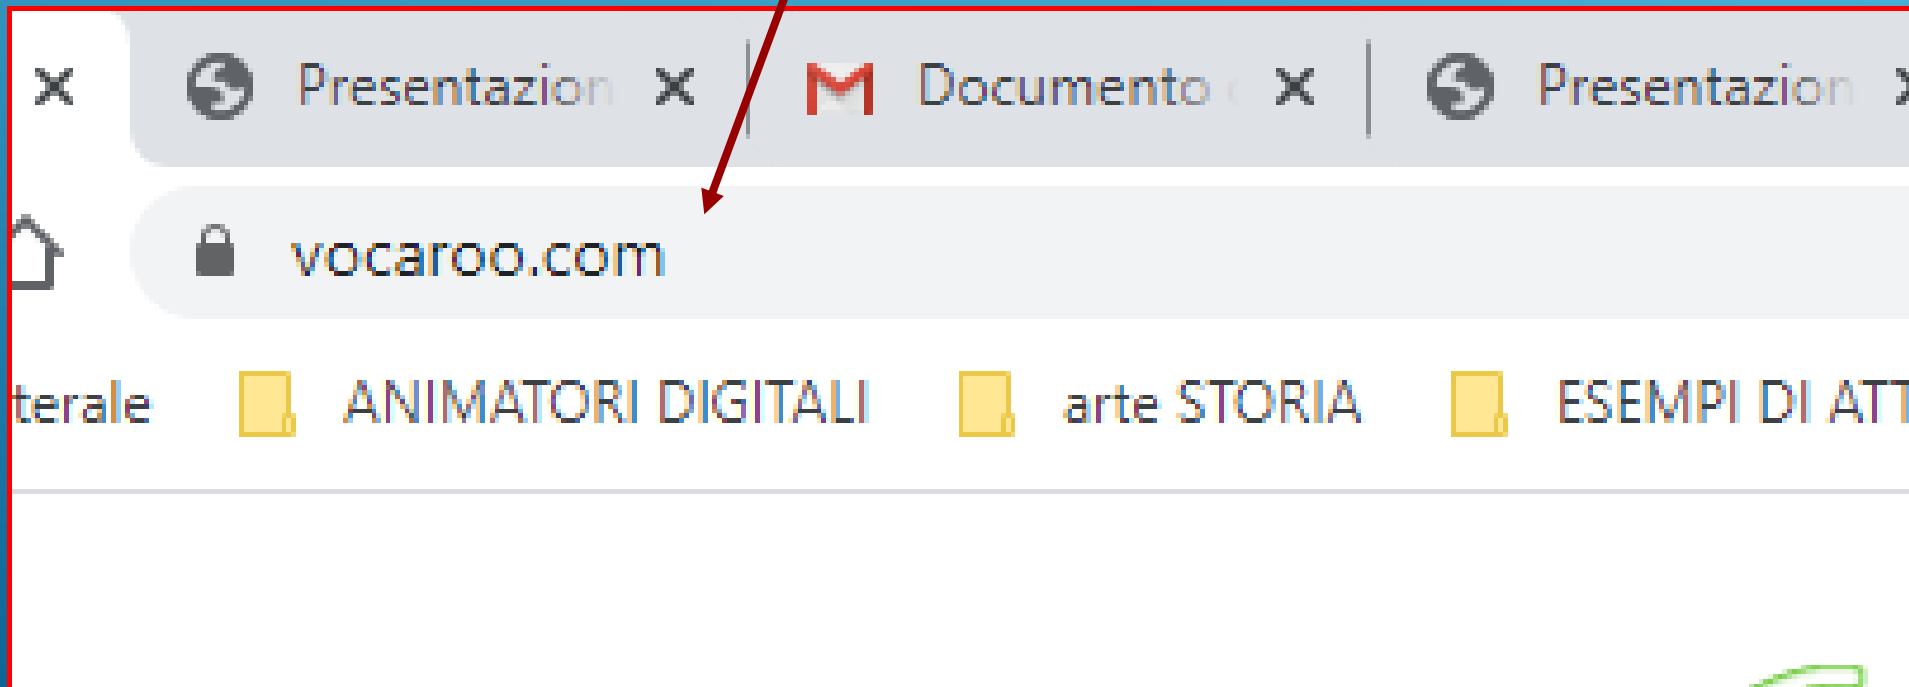 Presentazion Documento Presentazion
vocaroo.com
terale ANIMATORI DIGITALI arte STORIA ESEMPI DI ATT